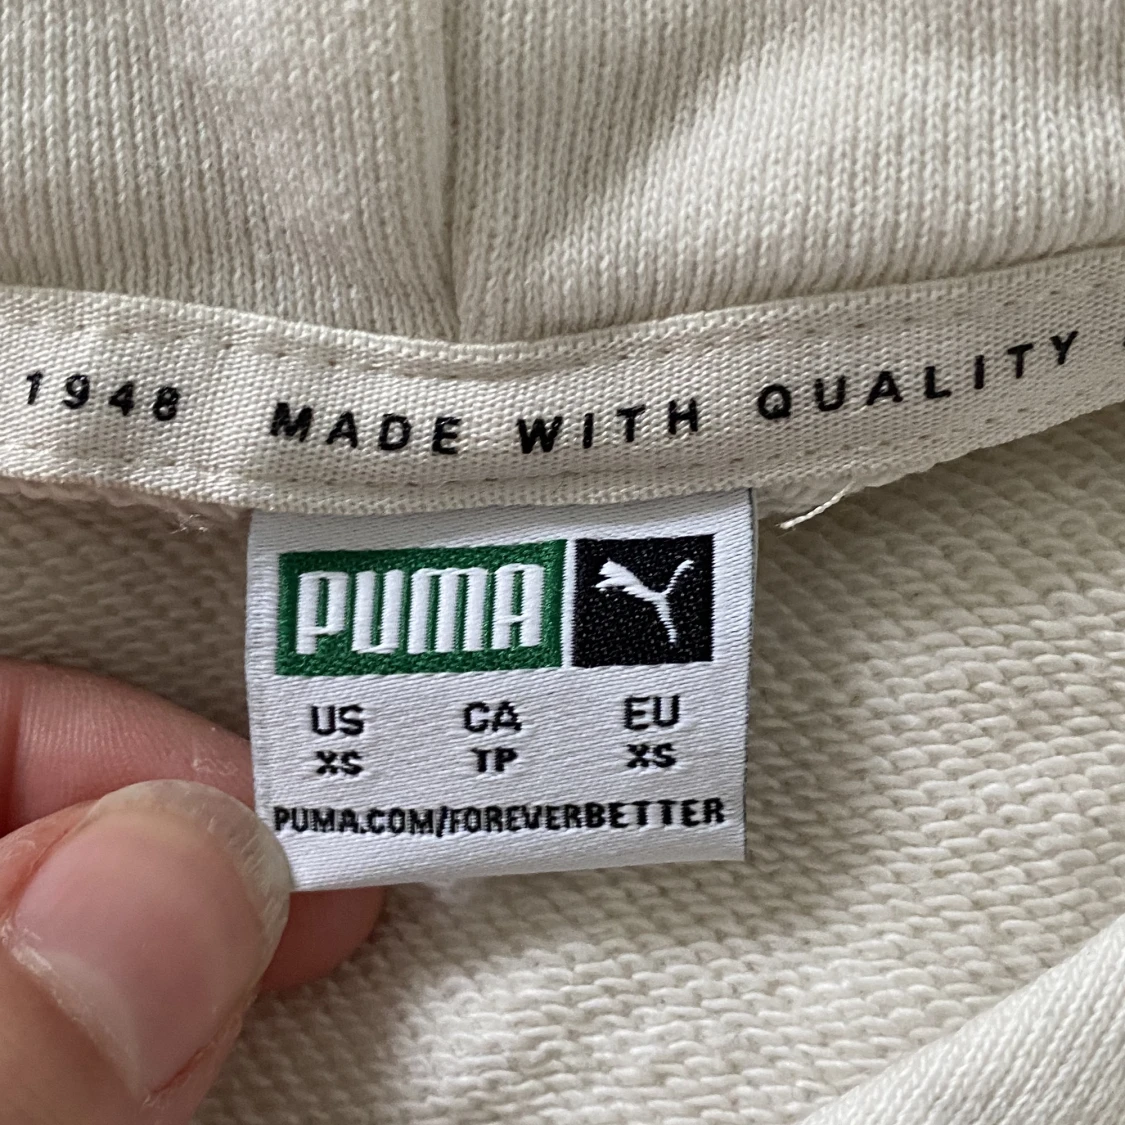 1948 MADE WITH QUALITY
PUMA
US CA EU
XS TP XS
PUMA.COM/FOREVERBETTER